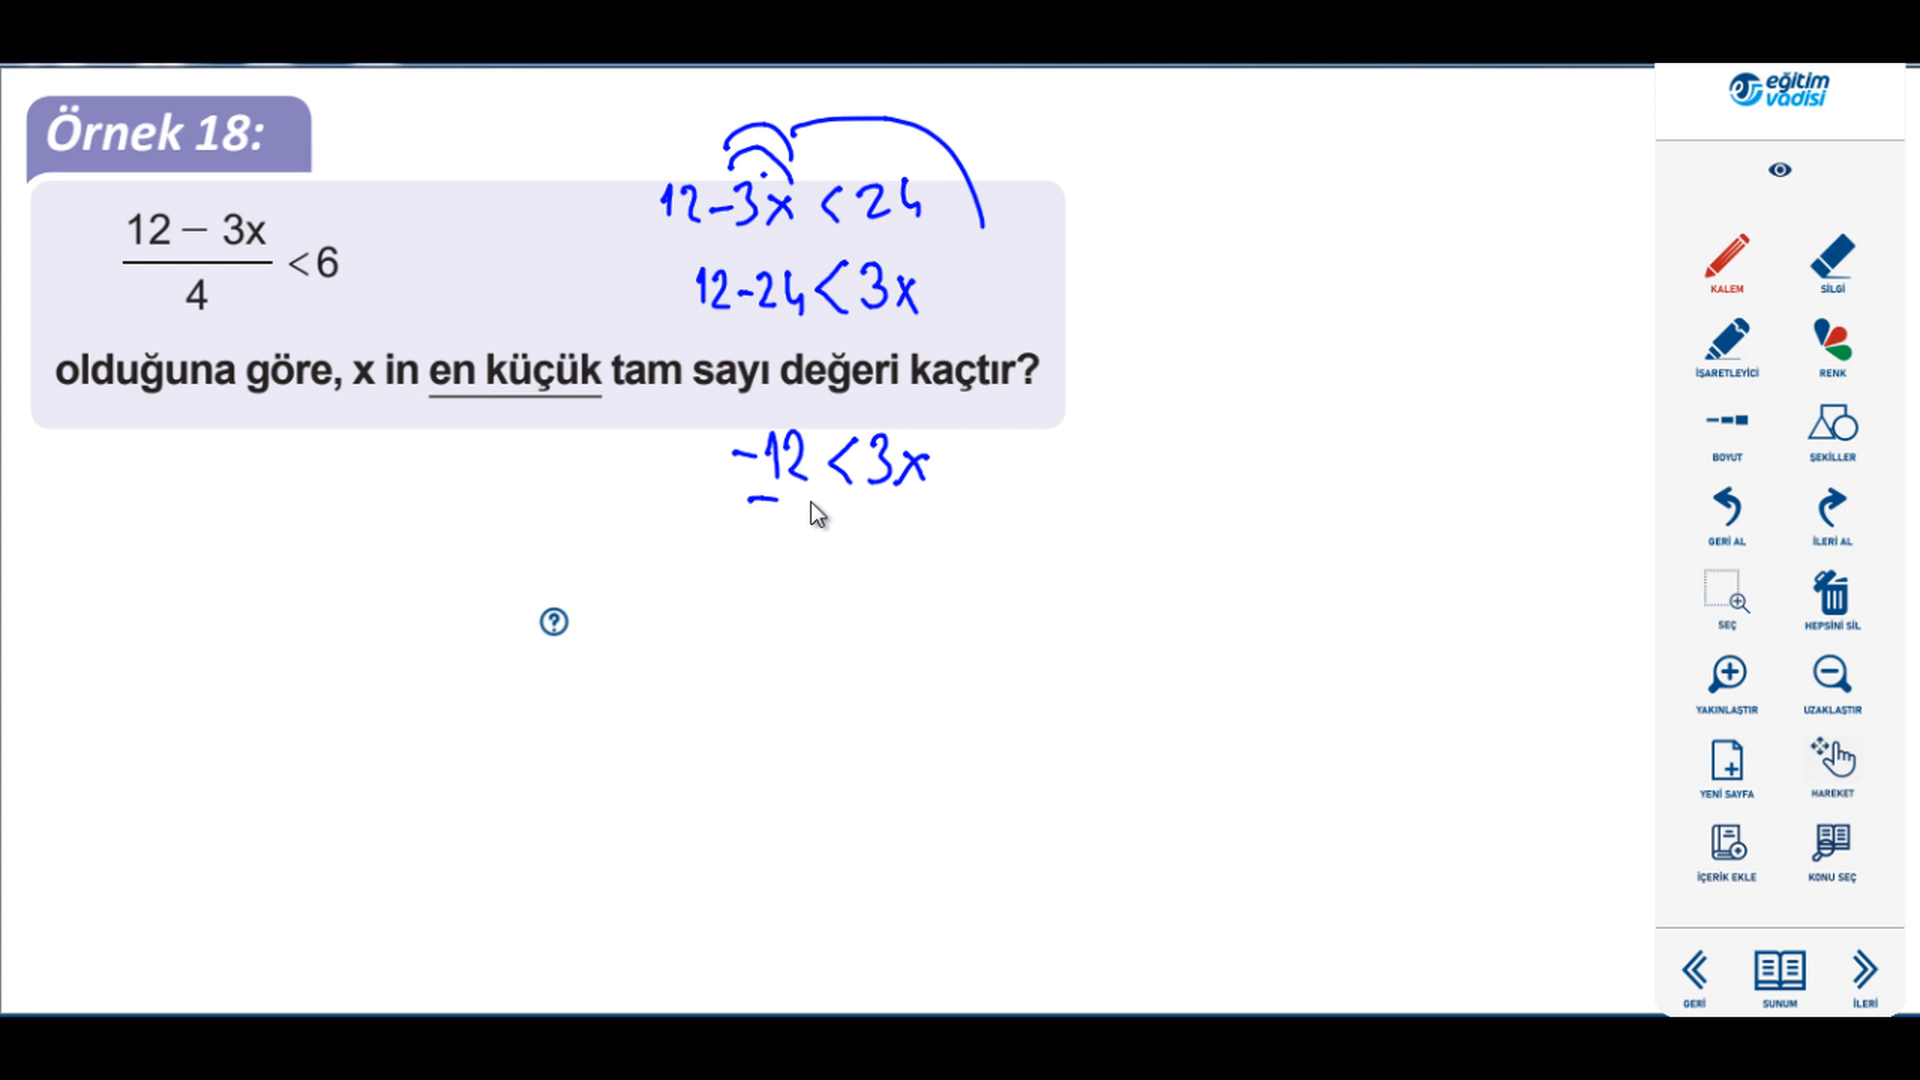 Örnek 18:
12 − 3x
4
<6
olduğuna göre, x in en küçük tam sayı değeri kaçtır?
12-3x < 24
12-24 < 3x
-12 < 3x
eğitim
vadisi
KALEM
SİLGİ
İŞARETLEYİCİ
RENK
BOYUT
ŞEKİLLER
GERİ AL
İLERİ AL
SEÇ
HEPSİNİ SİL
YAKINLAŞTIR
UZAKLAŞTIR
YENİ SAYFA
HAREKET
İÇERİK EKLE
KONU SEÇ
GERİ
SUNUM
İLERİ